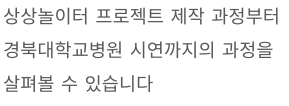 상상놀이터 프로젝트 제작 과정부터
경북대학교병원 시연까지의 과정을
살펴볼 수 있습니다